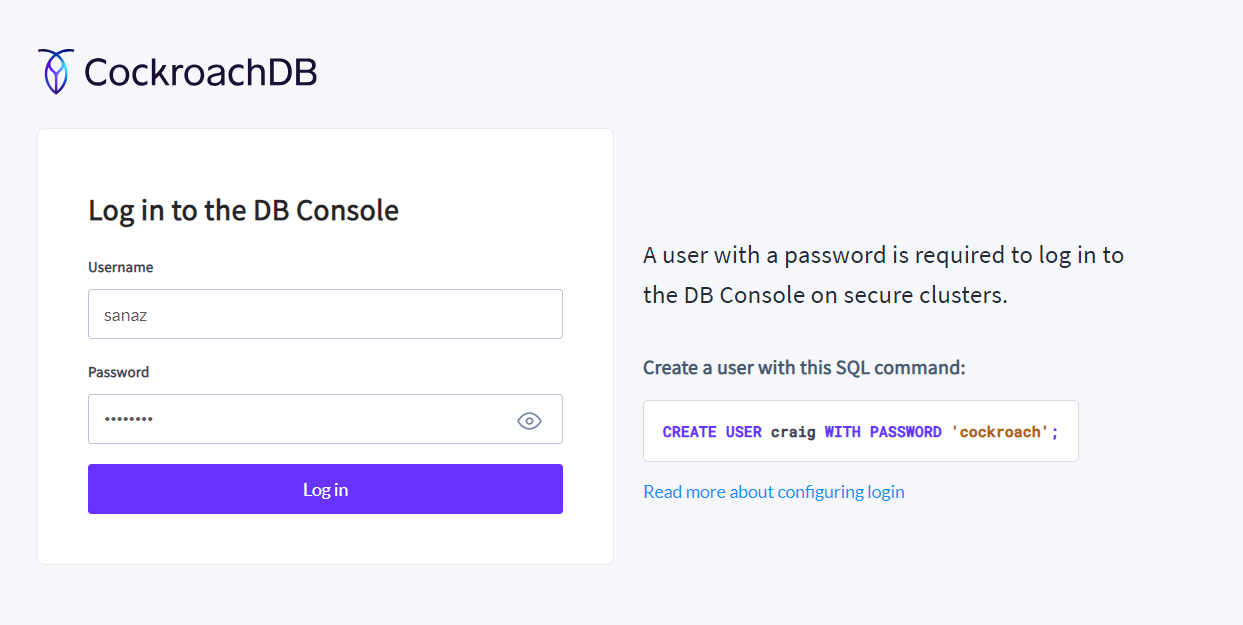 CockroachDB
Log in to the DB Console
Username
sanaz
Password
••••••••
Log in
A user with a password is required to log in to
the DB Console on secure clusters.
Create a user with this SQL command:
CREATE USER craig WITH PASSWORD 'cockroach';
Read more about configuring login